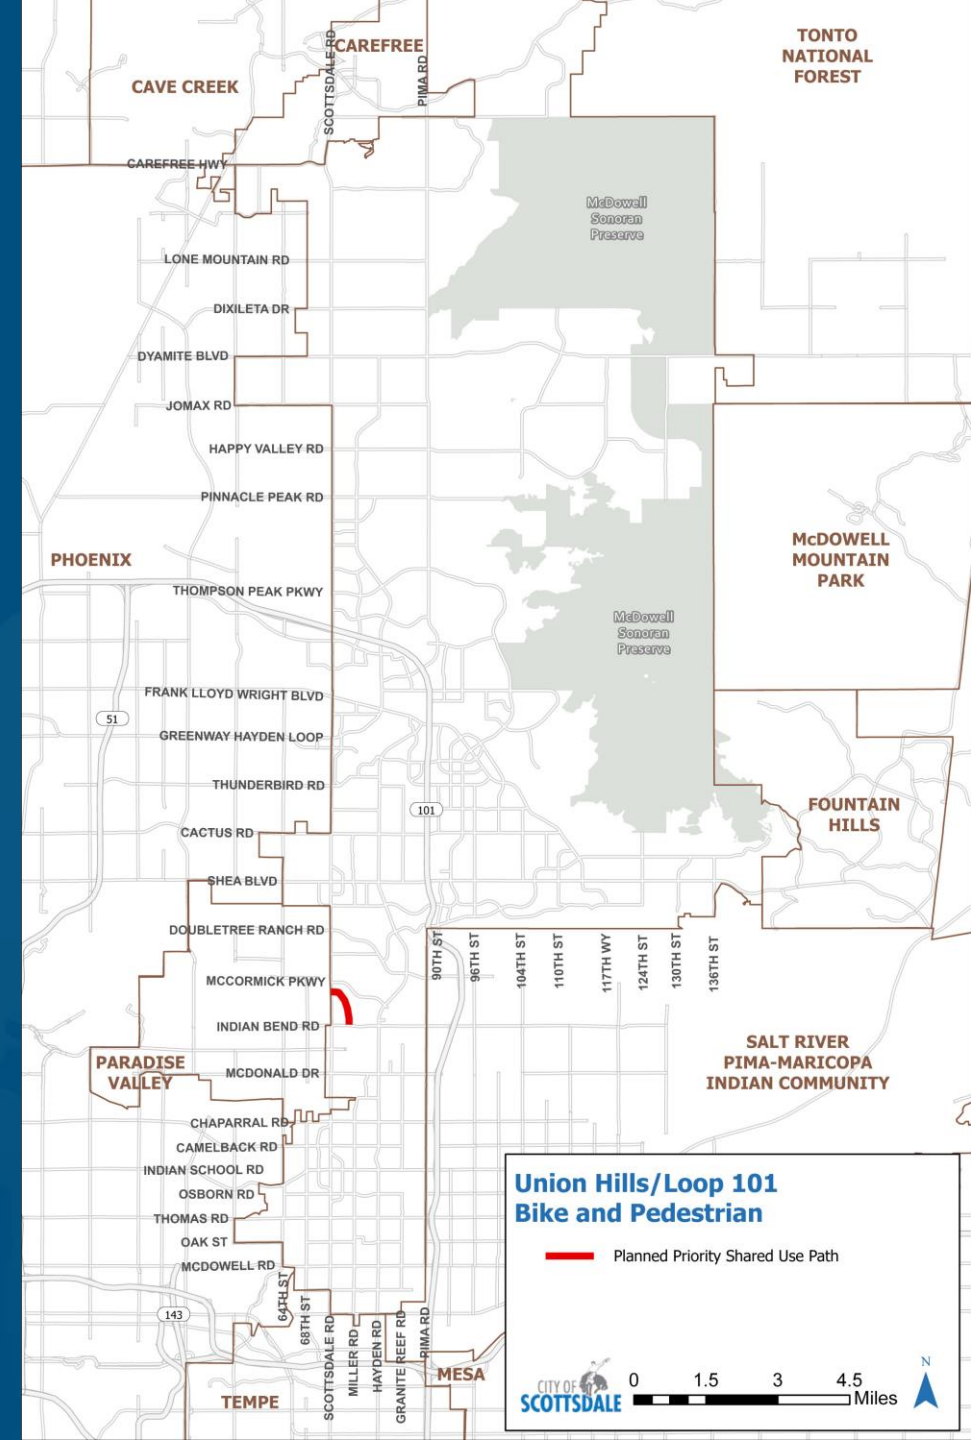 TONTO
NATIONAL
FOREST
CAREFREE
CAVE CREEK
SCOTTSDALE RD
PIMA RD
CAREFREE HWY
McDowell
Sonoran
Preserve
LONE MOUNTAIN RD
DIXILETA DR
DYAMITE BLVD
JOMAX RD
HAPPY VALLEY RD
PINNACLE PEAK RD
McDOWELL
MOUNTAIN
PARK
PHOENIX
THOMPSON PEAK PKWY
McDowell
Sonoran
Preserve
FRANK LLOYD WRIGHT BLVD
51
GREENWAY HAYDEN LOOP
THUNDERBIRD RD
101
FOUNTAIN
HILLS
CACTUS RD
SHEA BLVD
DOUBLETREE RANCH RD
90TH ST
96TH ST
104TH ST
110TH ST
117TH WY
124TH ST
130TH ST
136TH ST
MCCORMICK PKWY
INDIAN BEND RD
SALT RIVER
PIMA-MARICOPA
INDIAN COMMUNITY
PARADISE
VALLEY
MCDONALD DR
CHAPARRAL RD
CAMELBACK RD
INDIAN SCHOOL RD
OSBORN RD
THOMAS RD
OAK ST
MCDOWELL RD
143
64TH ST
68TH ST
SCOTTSDALE RD
MILLER RD
HAYDEN RD
GRANITE REEF RD
PIMA RD
MESA
TEMPE
Union Hills/Loop 101
Bike and Pedestrian
Planned Priority Shared Use Path
CITY OF
SCOTTSDALE
0 1.5 3 4.5
Miles
N